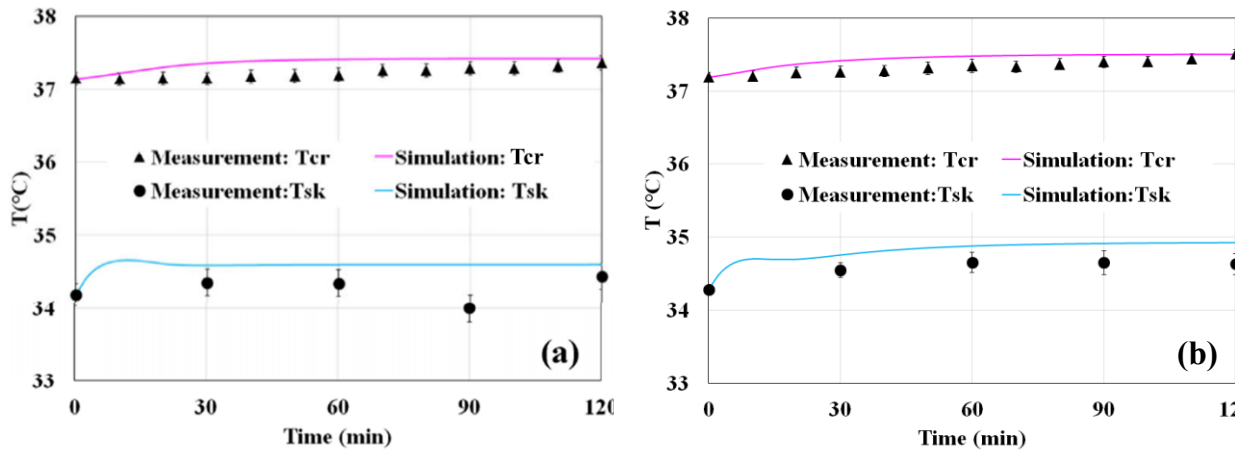 38
37
36
35
34
33
T(°C)
▲ Measurement: Tcr
Simulation: Tcr
● Measurement:Tsk
Simulation: Tsk
(a)
0
30
60
90
120
Time (min)
38
37
36
35
34
33
T (°C)
▲ Measurement: Tcr
Simulation: Tcr
● Measurement:Tsk
Simulation:Tsk
(b)
0
30
60
90
12
Time (min)